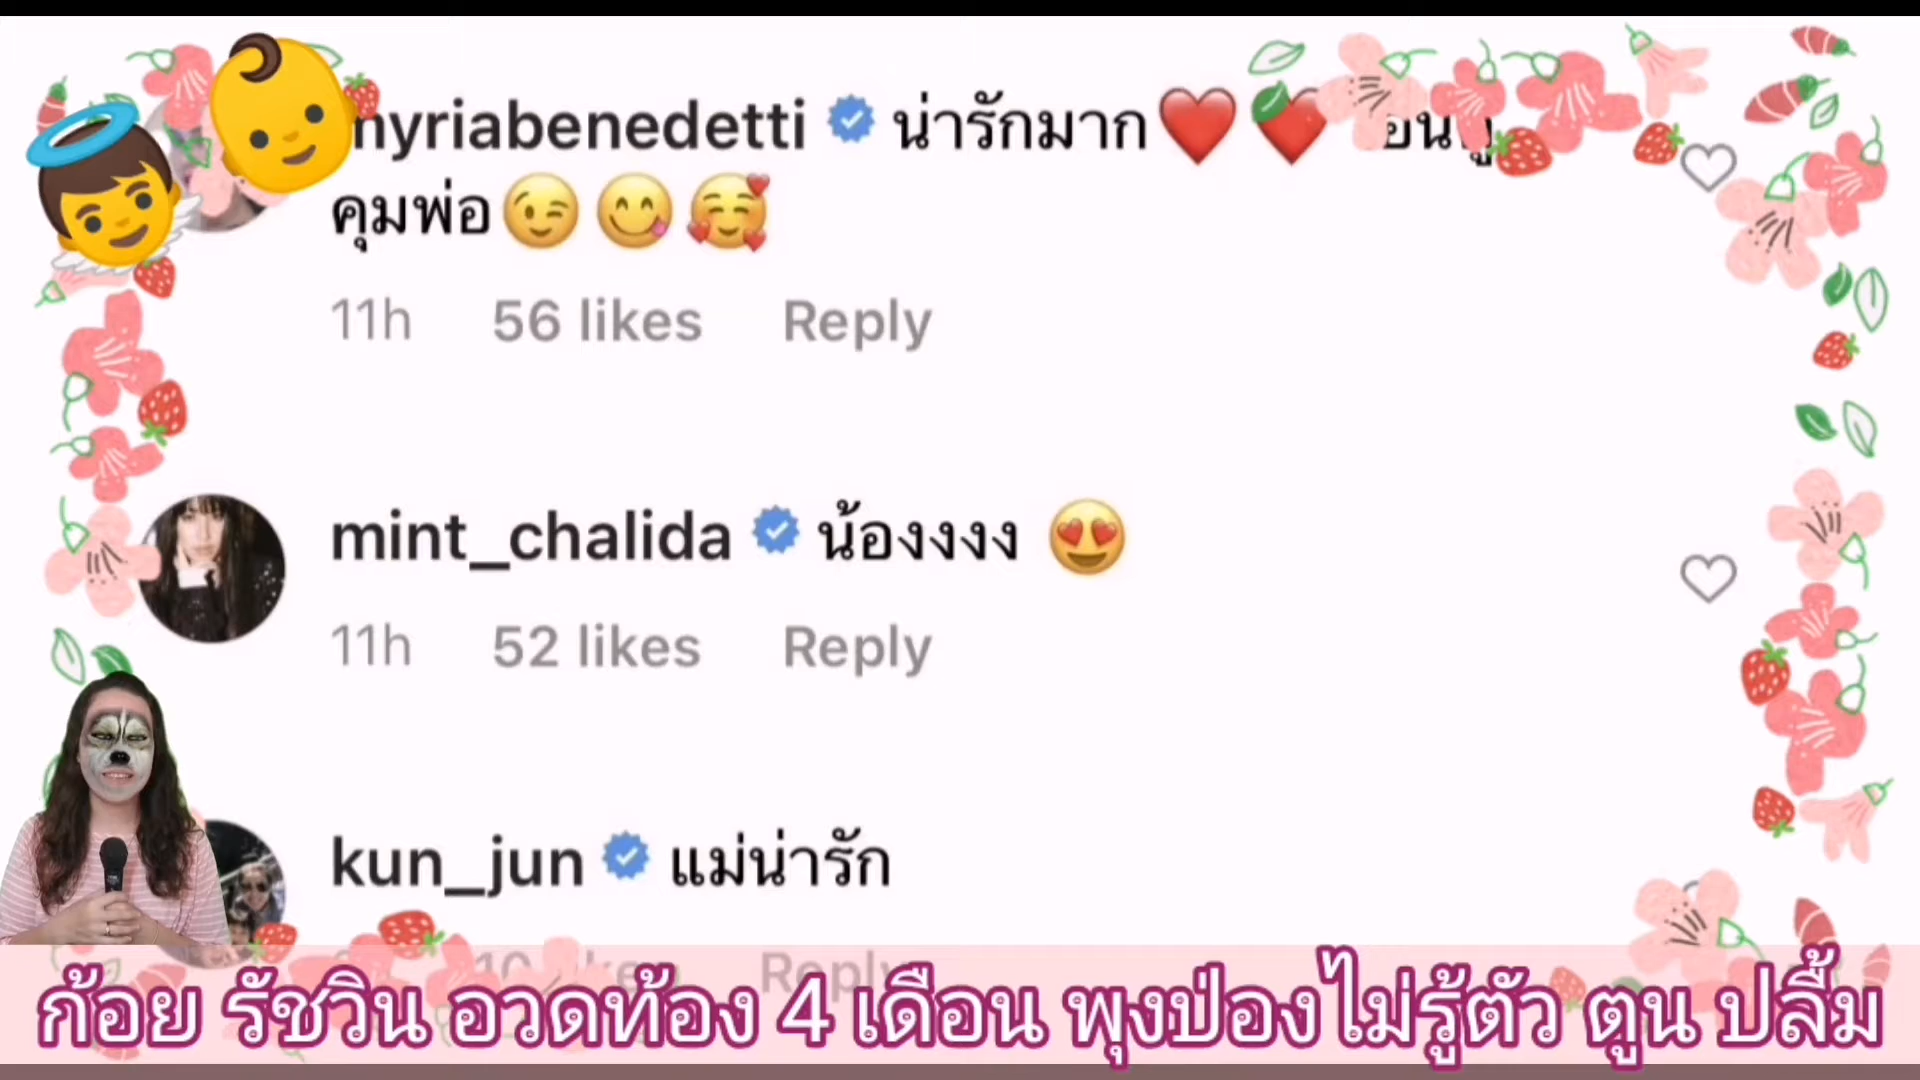 yriabenedetti น่ารักมาก
คุมพ่อ
11h 56 likes Reply
mint_chalida น้องงงง
11h 52 likes Reply
kun_jun แม่น่ารัก
Reply
ก้อย รัชวิน อวดท้อง 4 เดือน พุงป่องไม่รู้ตัว ตูน ปลื้ม